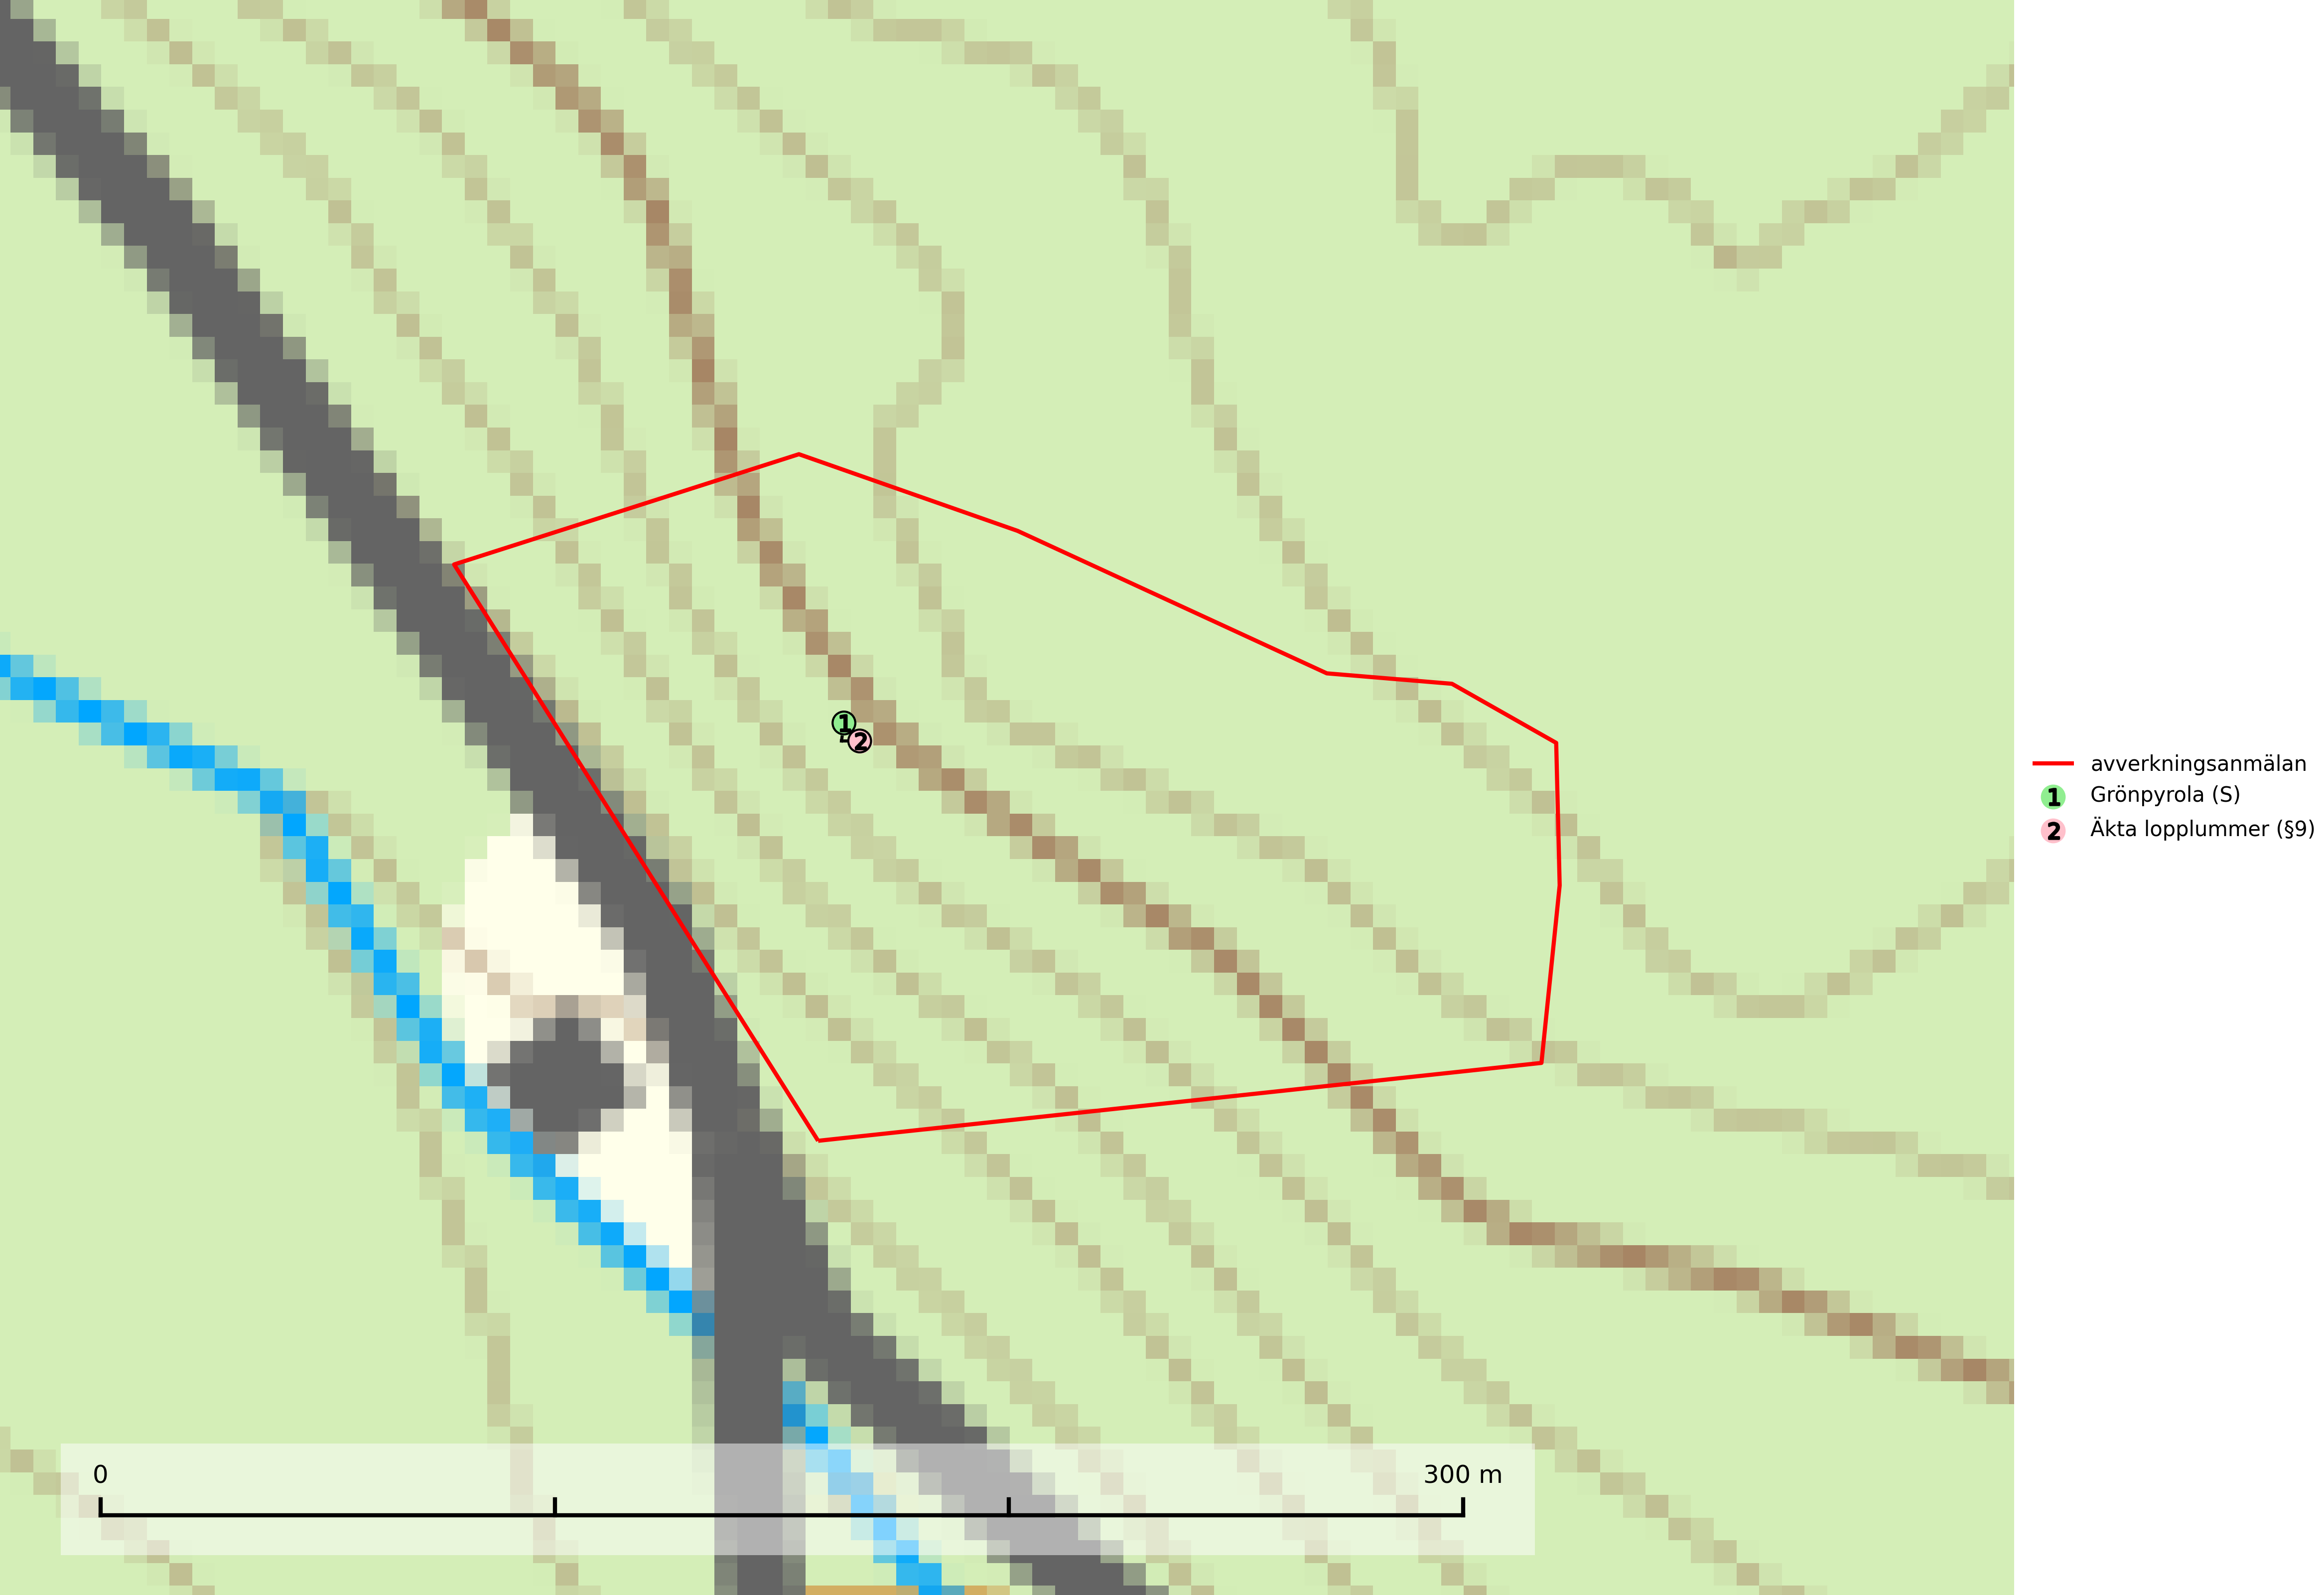 1
2
avverkningsanmälan
1 Grönpyrola (S)
2 Äkta lopplummer (§9)
0 300 m